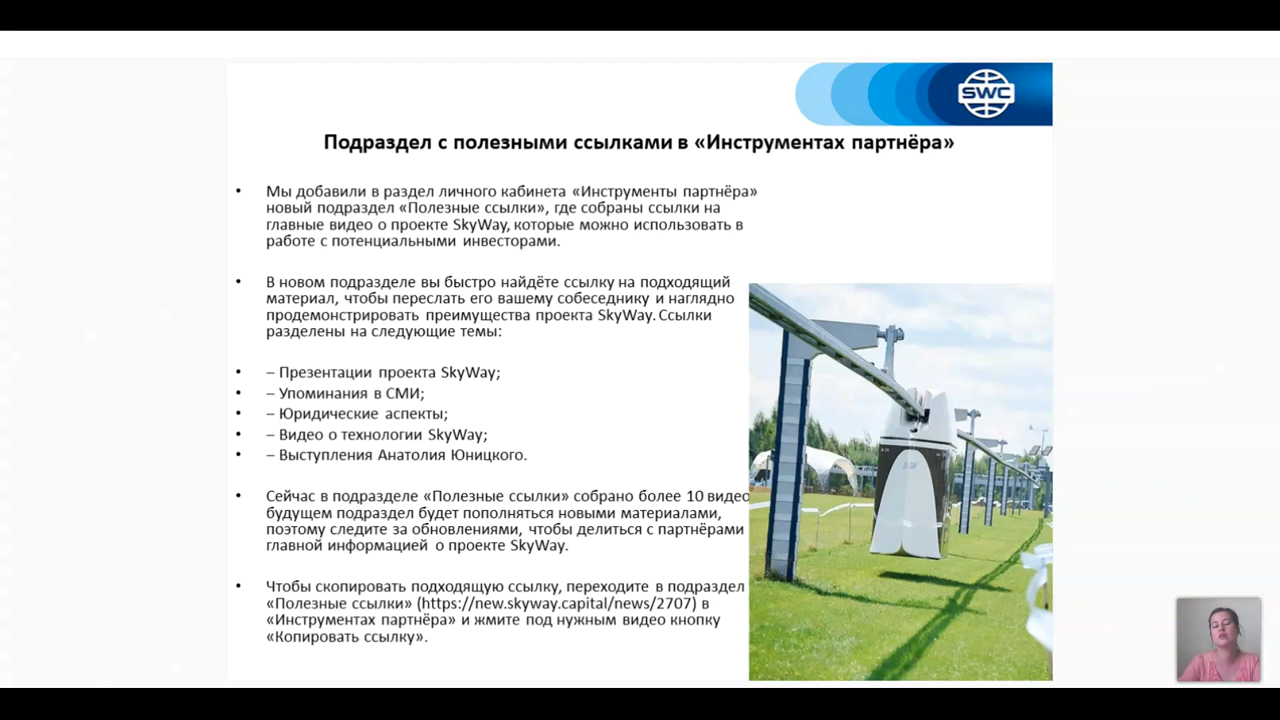 SWC
Подраздел с полезными ссылками в «Инструментах партнёра»
• Мы добавили в раздел личного кабинета «Инструменты партнёра»
новый подраздел «Полезные ссылки», где собраны ссылки на
главные видео о проекте SkyWay, которые можно использовать в
работе с потенциальными инвесторами.
• В новом подразделе вы быстро найдёте ссылку на подходящий
материал, чтобы переслать его вашему собеседнику и наглядно
продемонстрировать преимущества проекта SkyWay. Ссылки
разделены на следующие темы:
• – Презентации проекта SkyWay;
• – Упоминания в СМИ;
• – Юридические аспекты;
• – Видео о технологии SkyWay;
• – Выступления Анатолия Юницкого.
• Сейчас в подразделе «Полезные ссылки» собрано более 10 видео
будущем подраздел будет пополняться новыми материалами,
поэтому следите за обновлениями, чтобы делиться с партнёрами
главной информацией о проекте SkyWay.
• Чтобы скопировать подходящую ссылку, переходите в подраздел
«Полезные ссылки» (https://new.skyway.capital/news/2707) в
«Инструментах партнёра» и жмите под нужным видео кнопку
«Копировать ссылку».